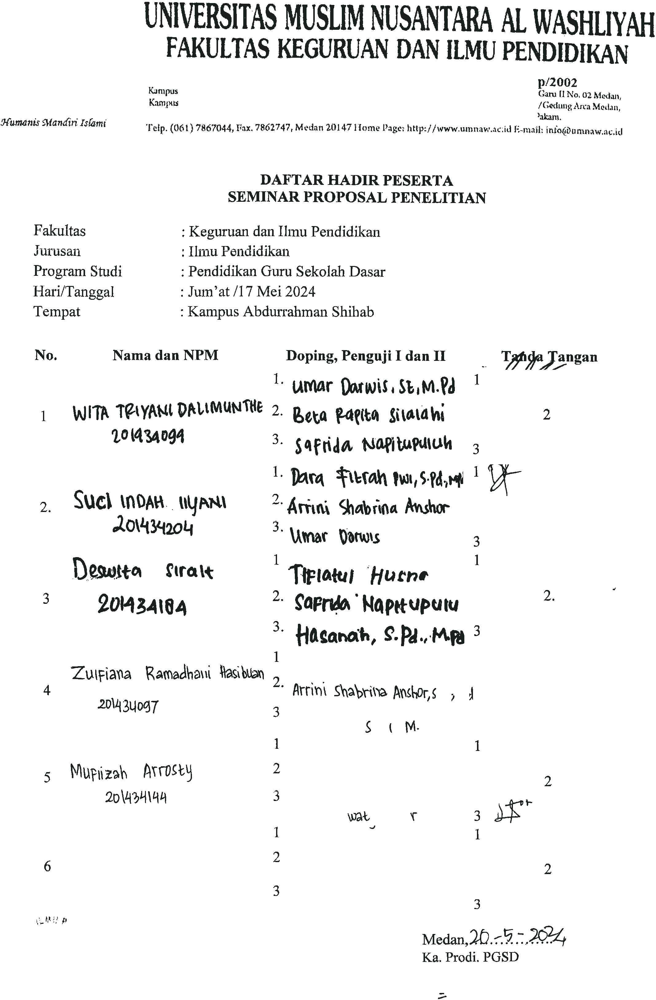 UNIVERSITAS MUSLIM NUSANTARA AL WASHLIYAH
FAKULTAS KEGURUAN DAN ILMU PENDIDIKAN
p/2002
Kampus Garu II No. 02 Medan,
Kampus /Gedung Arca Medan,
Pakam.
Humanis Mandiri Islami
Telp. (061) 7867044, Fax. 7862747, Medan 20147 Home Page: http://www.umnaw.ac.id E-mail: info@umnaw.ac.id
DAFTAR HADIR PESERTA
SEMINAR PROPOSAL PENELITIAN
Fakultas : Keguruan dan Ilmu Pendidikan
Jurusan : Ilmu Pendidikan
Program Studi : Pendidikan Guru Sekolah Dasar
Hari/Tanggal : Jum'at /17 Mei 2024
Tempat : Kampus Abdurrahman Shihab
No. Nama dan NPM Doping, Penguji I dan II Tanda Tangan
1. Umar Darwis, SE, M.Pd 1
1 WITA TRIYANI DALIMUNTHE 2. Beta Rapita Silalahi 2
201434094 3. Safrida Napitupuluh 3
1. Dara Fitrah Dwi, S.Pd., M.Pd 1
2. SUCI INDAH IIYANI 2. Arrini Shabrina Anshor
201434204 3. Umar Darwis 3
Deswita Sirait 1 Tiflatul Husna 1
3 201434184 2. Safrida Napitupulu 2.
3. Hasanah, S.Pd., M.Pd 3
1
Zulfiana Ramadhani Hasibuan
4 2. Arrini Shabrina Anshor, S
201434097 3
S I M.
1 1
5 Mufiizah Arrosty 2 2
201434144 3
wat r 3
1 1
6 2 2
3 3
Medan, 20-5-2024
Ka. Prodi. PGSD